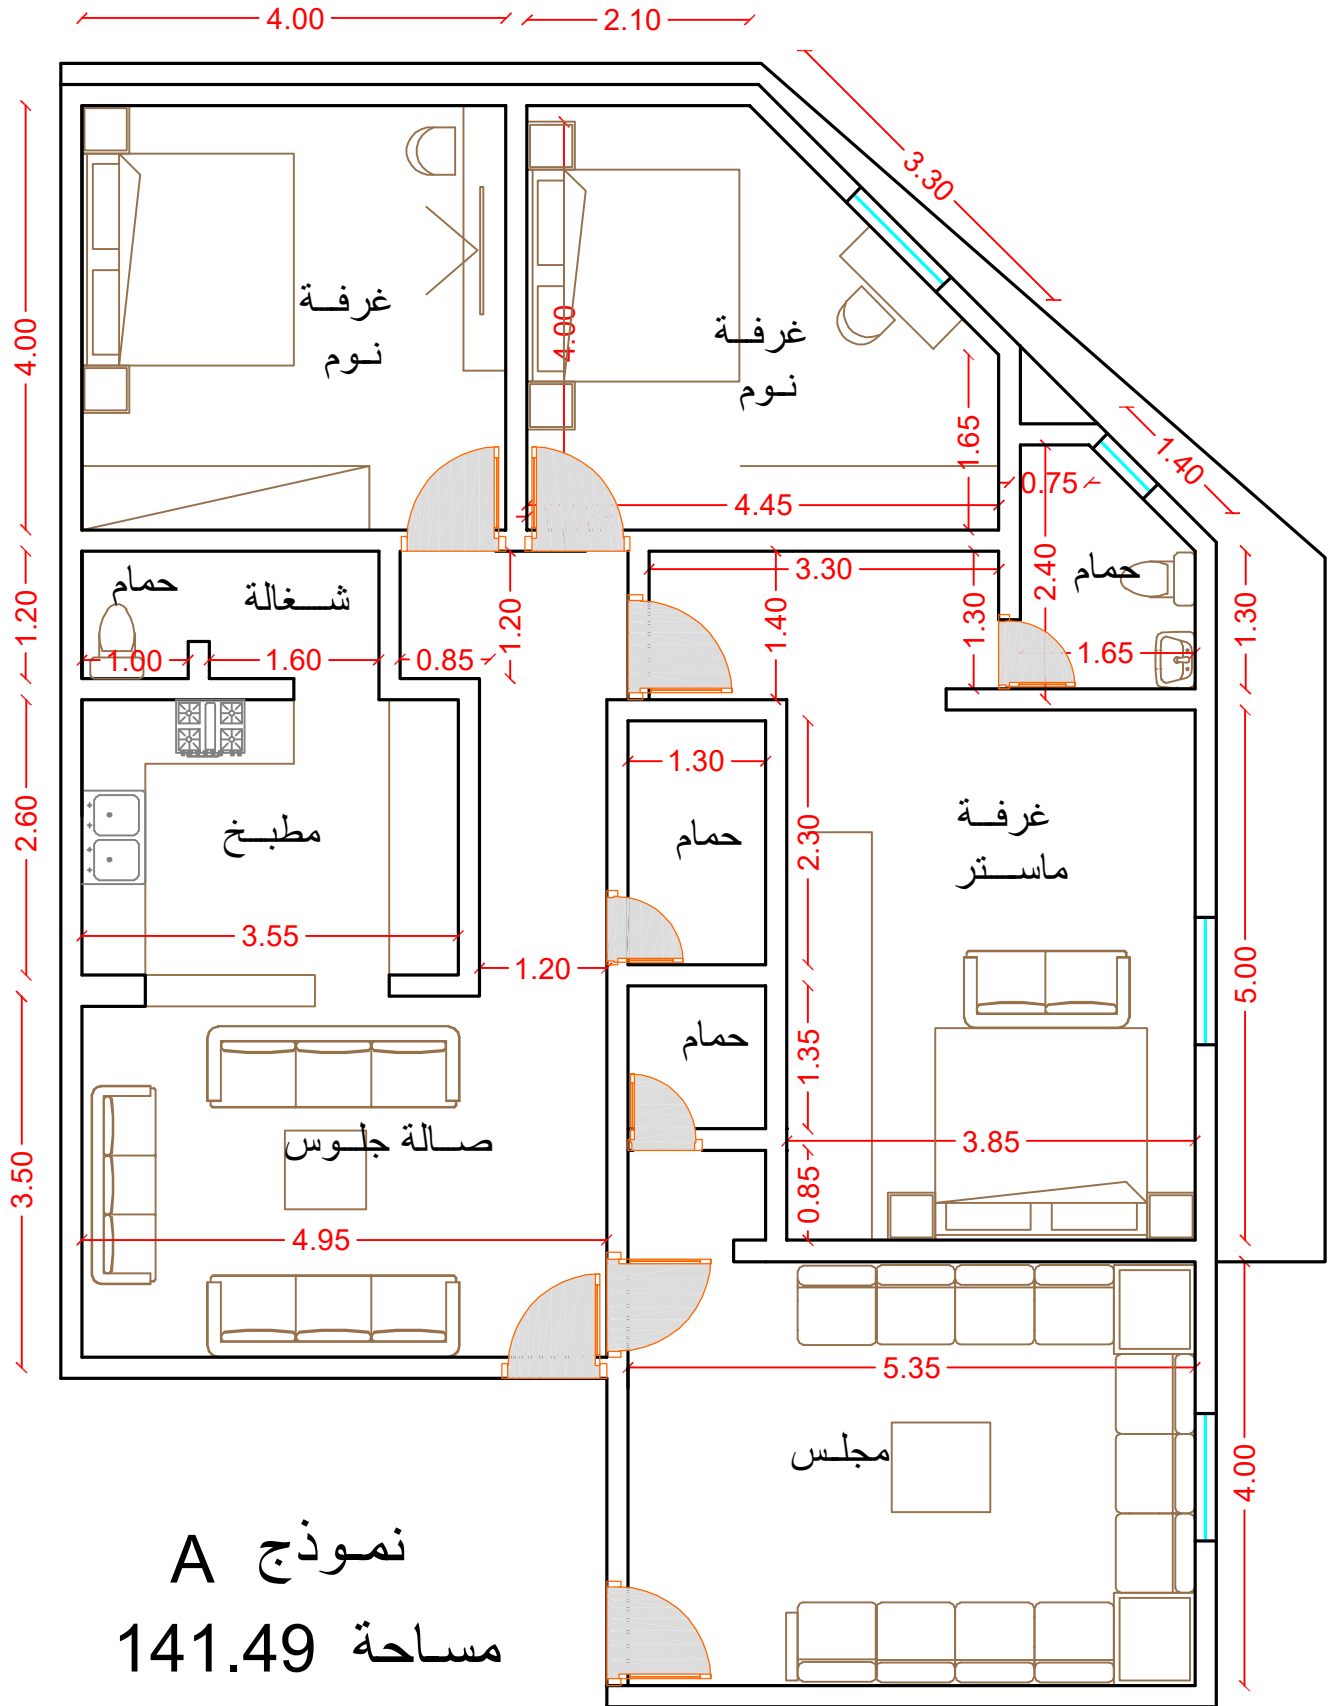 4.00
2.10
3.30
4.00
غرفة
نوم
4.00
غرفة
نوم
1.65
1.40
0.75
4.45
2.40
1.20
حمام
شغالة
1.00
1.60
0.85
1.20
3.30
1.40
1.30
حمام
1.65
1.30
2.60
مطبخ
3.55
1.20
1.30
حمام
2.30
غرفة
ماستر
5.00
حمام
1.35
3.50
صالة جلوس
4.95
0.85
3.85
5.35
مجلس
4.00
نموذج A
مساحة 141.49